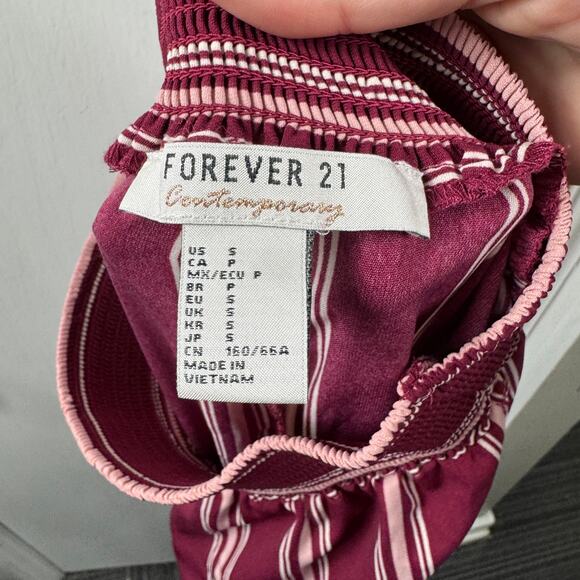 FOREVER 21
Contemporary
US S
CA P
MX/ECU P
BR P
EU S
UK S
KR S
JP S
CN 160/66A
MADE IN
VIETNAM